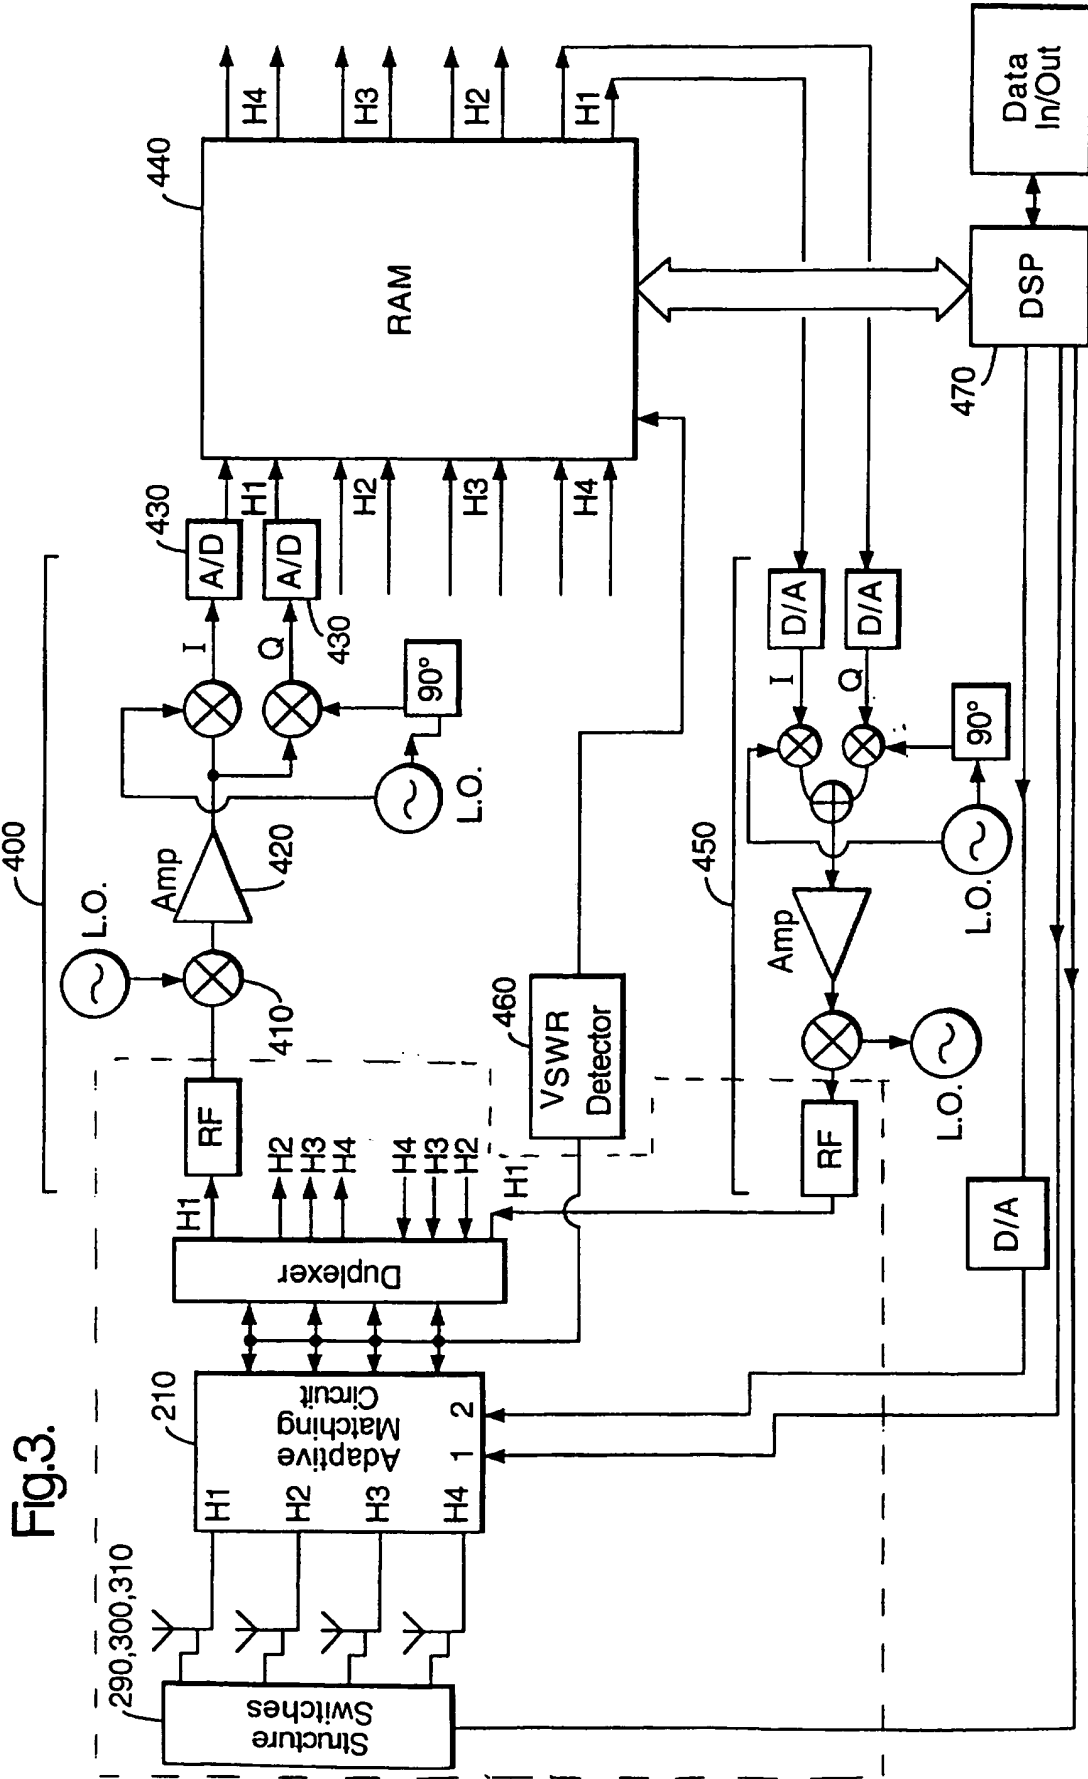 Fig.3.
290,300,310
Structure
Switches
210
H1
H2
H3
H4
Adaptive
Matching
Circuit
1
2
Duplexer
H1
H2
H3
H4
H4
H3
H2
H1
400
RF
L.O.
410
Amp
420
L.O.
90°
I
Q
A/D
430
A/D
430
H1
H2
H3
H4
440
RAM
H4
H3
H2
H1
460
VSWR
Detector
450
RF
L.O.
Amp
L.O.
90°
I
Q
D/A
D/A
D/A
470
DSP
Data
In/Out